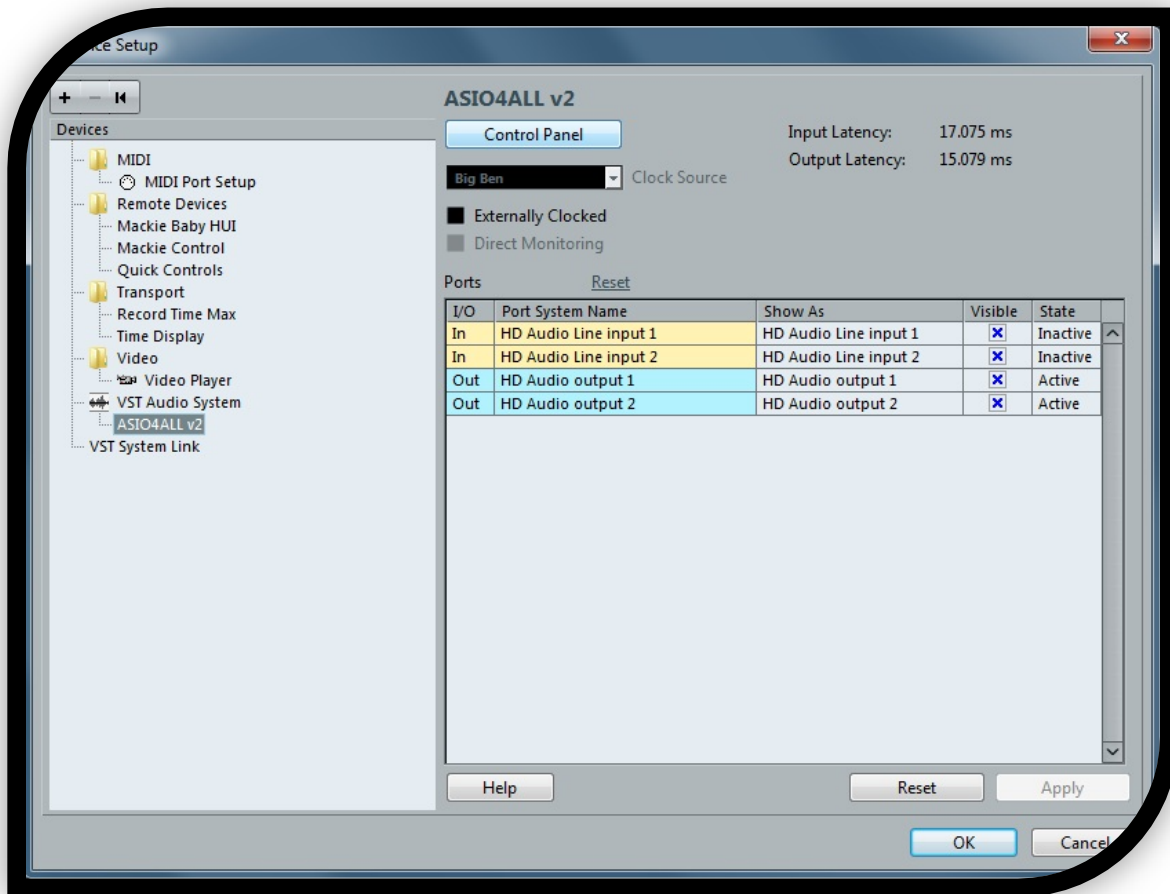 ce Setup
Devices
MIDI
MIDI Port Setup
Remote Devices
Mackie Baby HUI
Mackie Control
Quick Controls
Transport
Record Time Max
Time Display
Video
Video Player
VST Audio System
ASIO4ALL v2
VST System Link
ASIO4ALL v2
Control Panel
Input Latency: 17.075 ms
Output Latency: 15.079 ms
Big Ben Clock Source
Externally Clocked
Direct Monitoring
Ports Reset
I/O Port System Name Show As Visible State
In HD Audio Line input 1 HD Audio Line input 1 Inactive
In HD Audio Line input 2 HD Audio Line input 2 Inactive
Out HD Audio output 1 HD Audio output 1 Active
Out HD Audio output 2 HD Audio output 2 Active
Help Reset Apply
OK Cancel